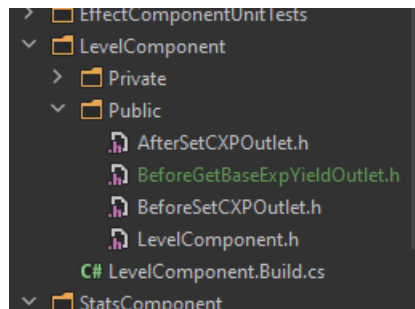 EffectComponentUnitTests
LevelComponent
Private
Public
.h AfterSetCXPOutlet.h
.h BeforeGetBaseExpYieldOutlet.h
.h BeforeSetCXPOutlet.h
.h LevelComponent.h
C# LevelComponent.Build.cs
StatsComponent